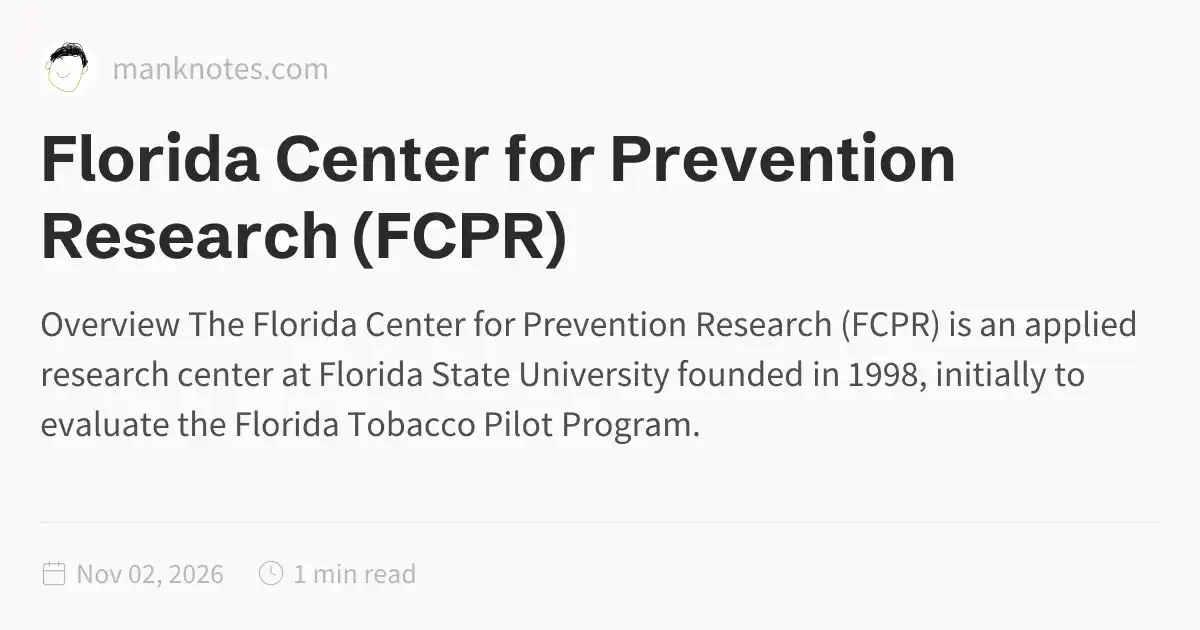 manknotes.com
Florida Center for Prevention
Research (FCPR)
Overview The Florida Center for Prevention Research (FCPR) is an applied
research center at Florida State University founded in 1998, initially to
evaluate the Florida Tobacco Pilot Program.
Nov 02, 2026 1 min read